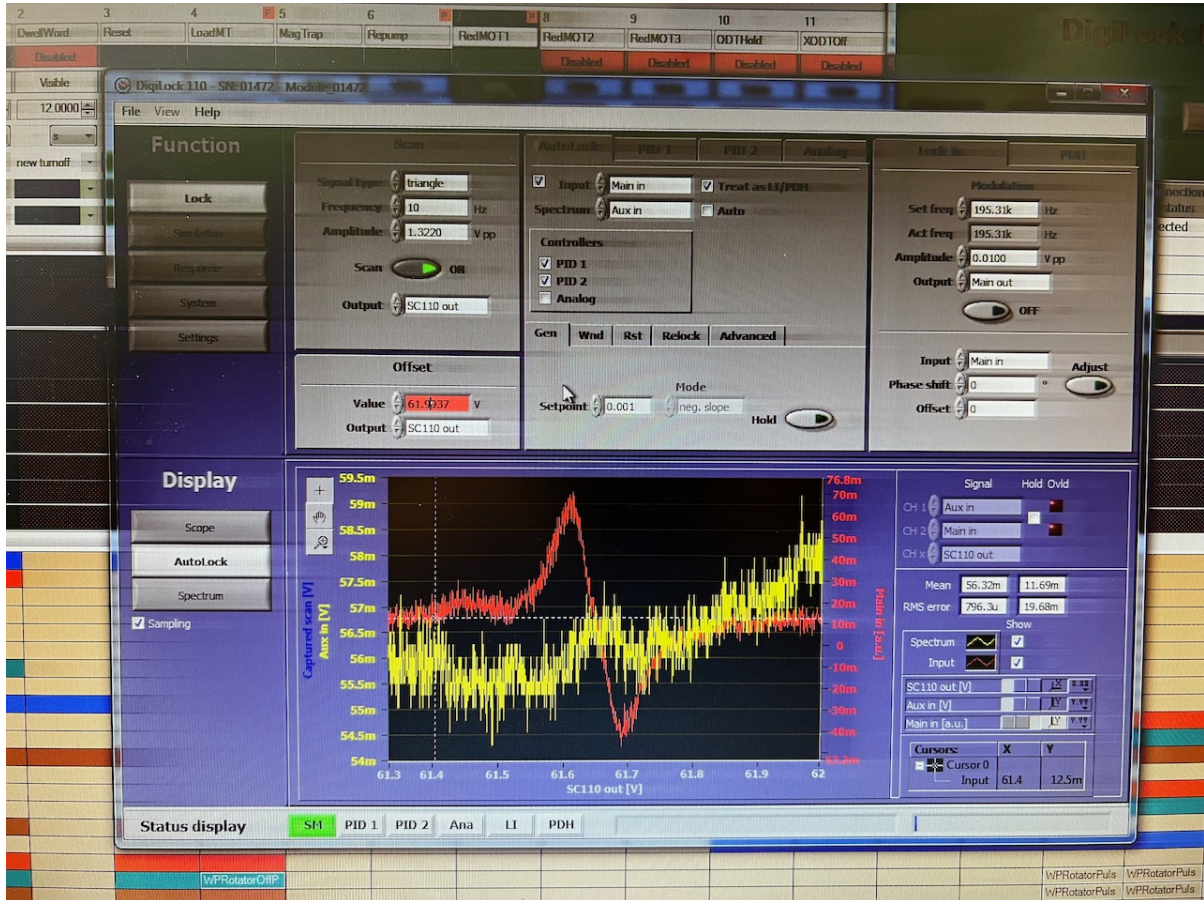 2 3 4 P 5 6 P P 8 9 10 11
DwellWord Reset LoadMT MagTrap Repump RedMOT1 RedMOT2 RedMOT3 ODTHold XODTOff
Disabled Disabled Disabled Disabled Disabled
DigiLock
Visible
12.0000
s
new turnoff
DigiLock 110 - SN: 01472 - Module_01472
File View Help
Function
Lock
Simulation
Response
System
Settings
Scan
Signal type triangle
Frequency 10 Hz
Amplitude 1.3220 V pp
Scan ON
Output SC110 out
Offset
Value V
Output SC110 out
AutoLock PID 1 PID 2 Analog
Input Main in Treat as LI/PDH
Spectrum Aux in Auto
Controllers
PID 1
PID 2
Analog
Gen Wnd Rst Relock Advanced
Mode
Setpoint 0.001 neg. slope
Hold
Lock-In PDH
Modulation
Set freq 195.31k Hz
Act freq 195.31k Hz
Amplitude 0.0100 V pp
Output Main out
OFF
Input Main in Adjust
Phase shift 0 °
Offset 0
status
ected
Display
Scope
AutoLock
Spectrum
Sampling
59.5m
59m
58.5m
58m
57.5m
57m
56.5m
56m
55.5m
55m
54.5m
54m
Captured scan [V]
Aux in [V]
76.8m
70m
60m
50m
40m
30m
20m
10m
0
-10m
-20m
-30m
-40m
-53.2m
Main in [a.u.]
61.3 61.4 61.5 61.6 61.7 61.8 61.9 62
SC110 out [V]
Signal Hold Ovld
CH 1 Aux in
CH 2 Main in
CH x SC110 out
Mean 56.32m 11.69m
RMS error 796.3u 19.68m
Show
Spectrum
Input
SC110 out [V]
Aux in [V]
Main in [a.u.]
Cursors: X Y
Cursor 0
Input 61.4 12.5m
Status display SM PID 1 PID 2 Ana LI PDH
WPRotatorOffP
WPRotatorPuls WPRotatorPuls
WPRotatorPuls WPRotatorPuls